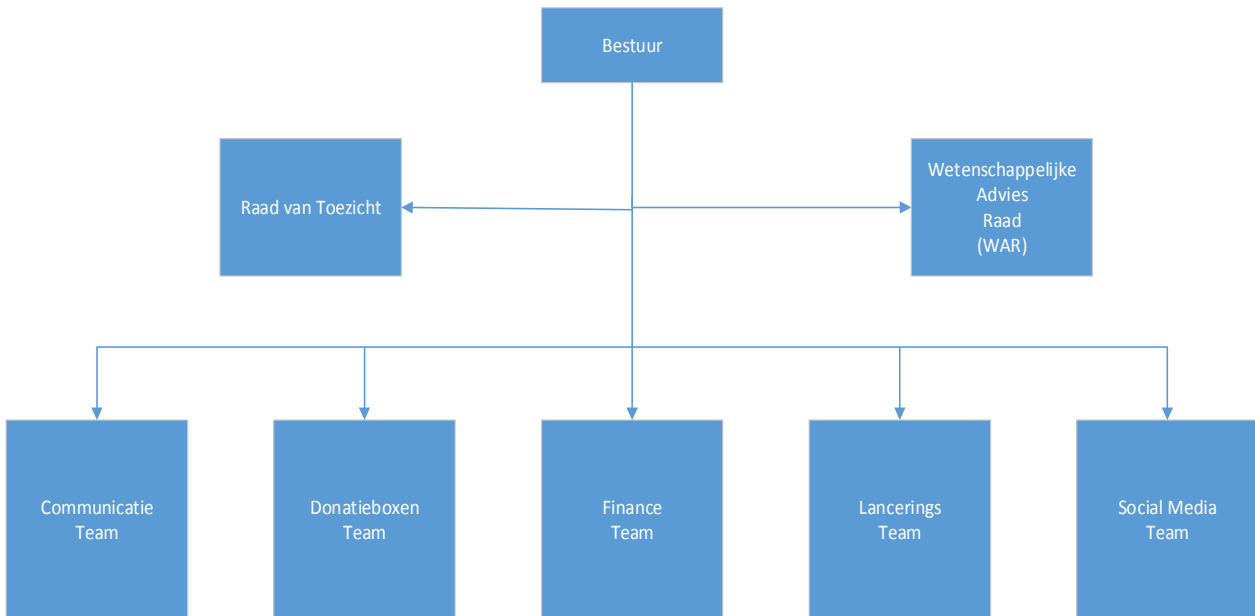 Bestuur
Raad van Toezicht
Wetenschappelijke
Advies
Raad
(WAR)
Communicatie
Team
Donatieboxen
Team
Finance
Team
Lancerings
Team
Social Media
Team